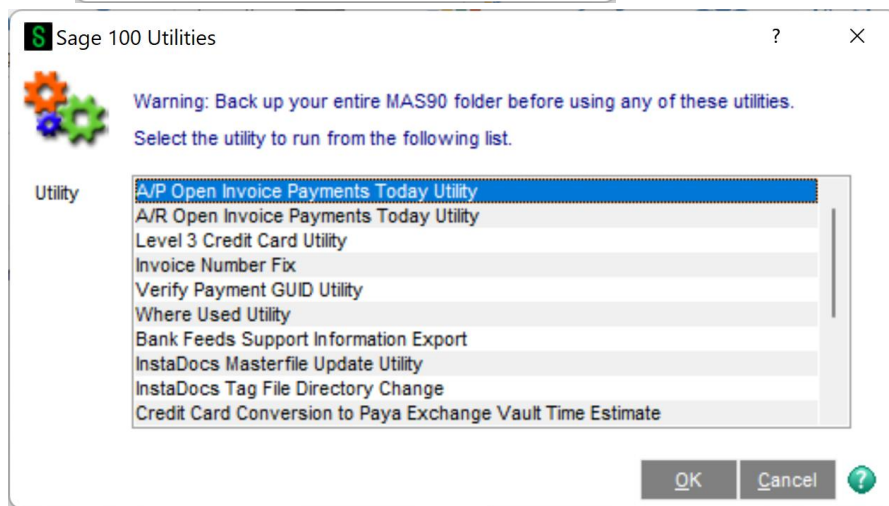 S Sage 100 Utilities ? ×
Warning: Back up your entire MAS90 folder before using any of these utilities.
Select the utility to run from the following list.
Utility
A/P Open Invoice Payments Today Utility
A/R Open Invoice Payments Today Utility
Level 3 Credit Card Utility
Invoice Number Fix
Verify Payment GUID Utility
Where Used Utility
Bank Feeds Support Information Export
InstaDocs Masterfile Update Utility
InstaDocs Tag File Directory Change
Credit Card Conversion to Paya Exchange Vault Time Estimate
OK Cancel ?